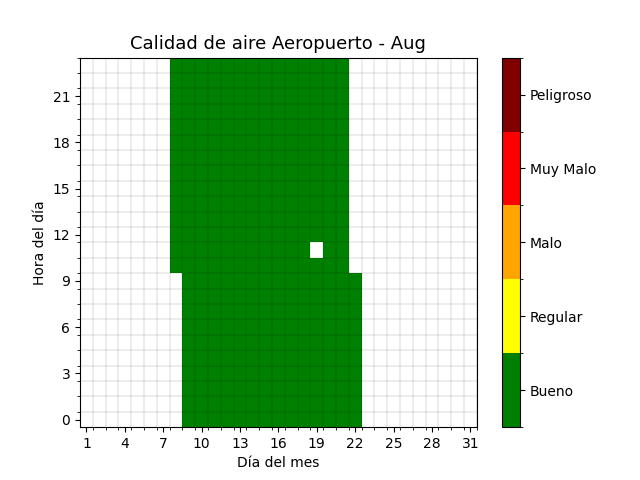 Calidad de aire Aeropuerto - Aug
Hora del día
21
18
15
12
9
6
3
0
1 4 7 10 13 16 19 22 25 28 31
Día del mes
Peligroso
Muy Malo
Malo
Regular
Bueno